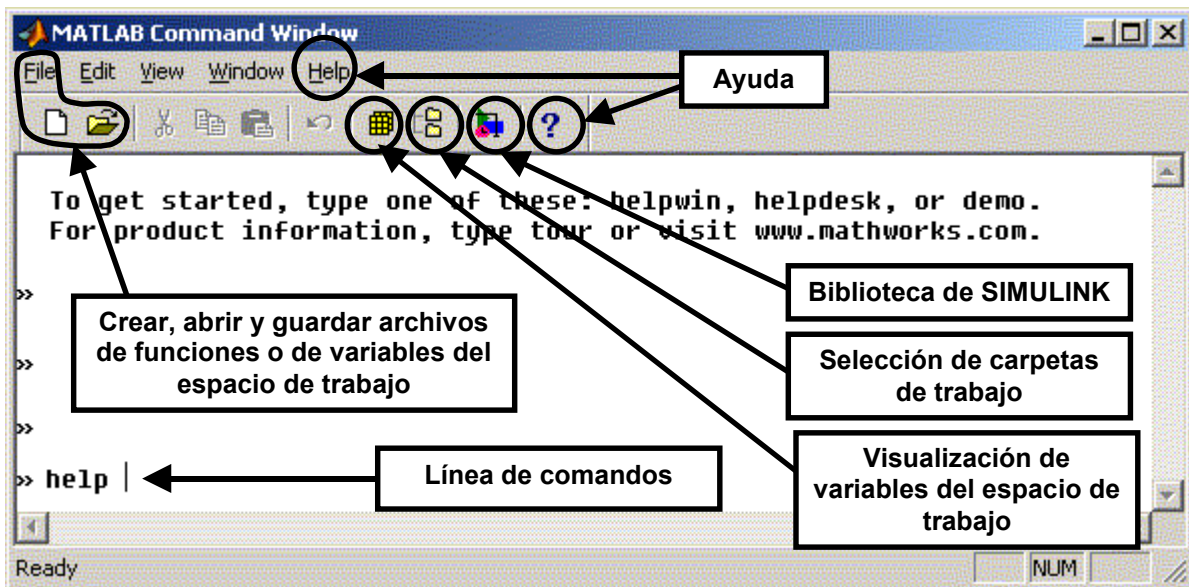 MATLAB Command Window
File Edit View Window Help
Ayuda
?
To get started, type one of these: helpwin, helpdesk, or demo.
For product information, type tour or visit www.mathworks.com.
»
Biblioteca de SIMULINK
Crear, abrir y guardar archivos
de funciones o de variables del
espacio de trabajo
»
Selección de carpetas
de trabajo
»
Visualización de
variables del espacio de
trabajo
Línea de comandos
» help
Ready
NUM